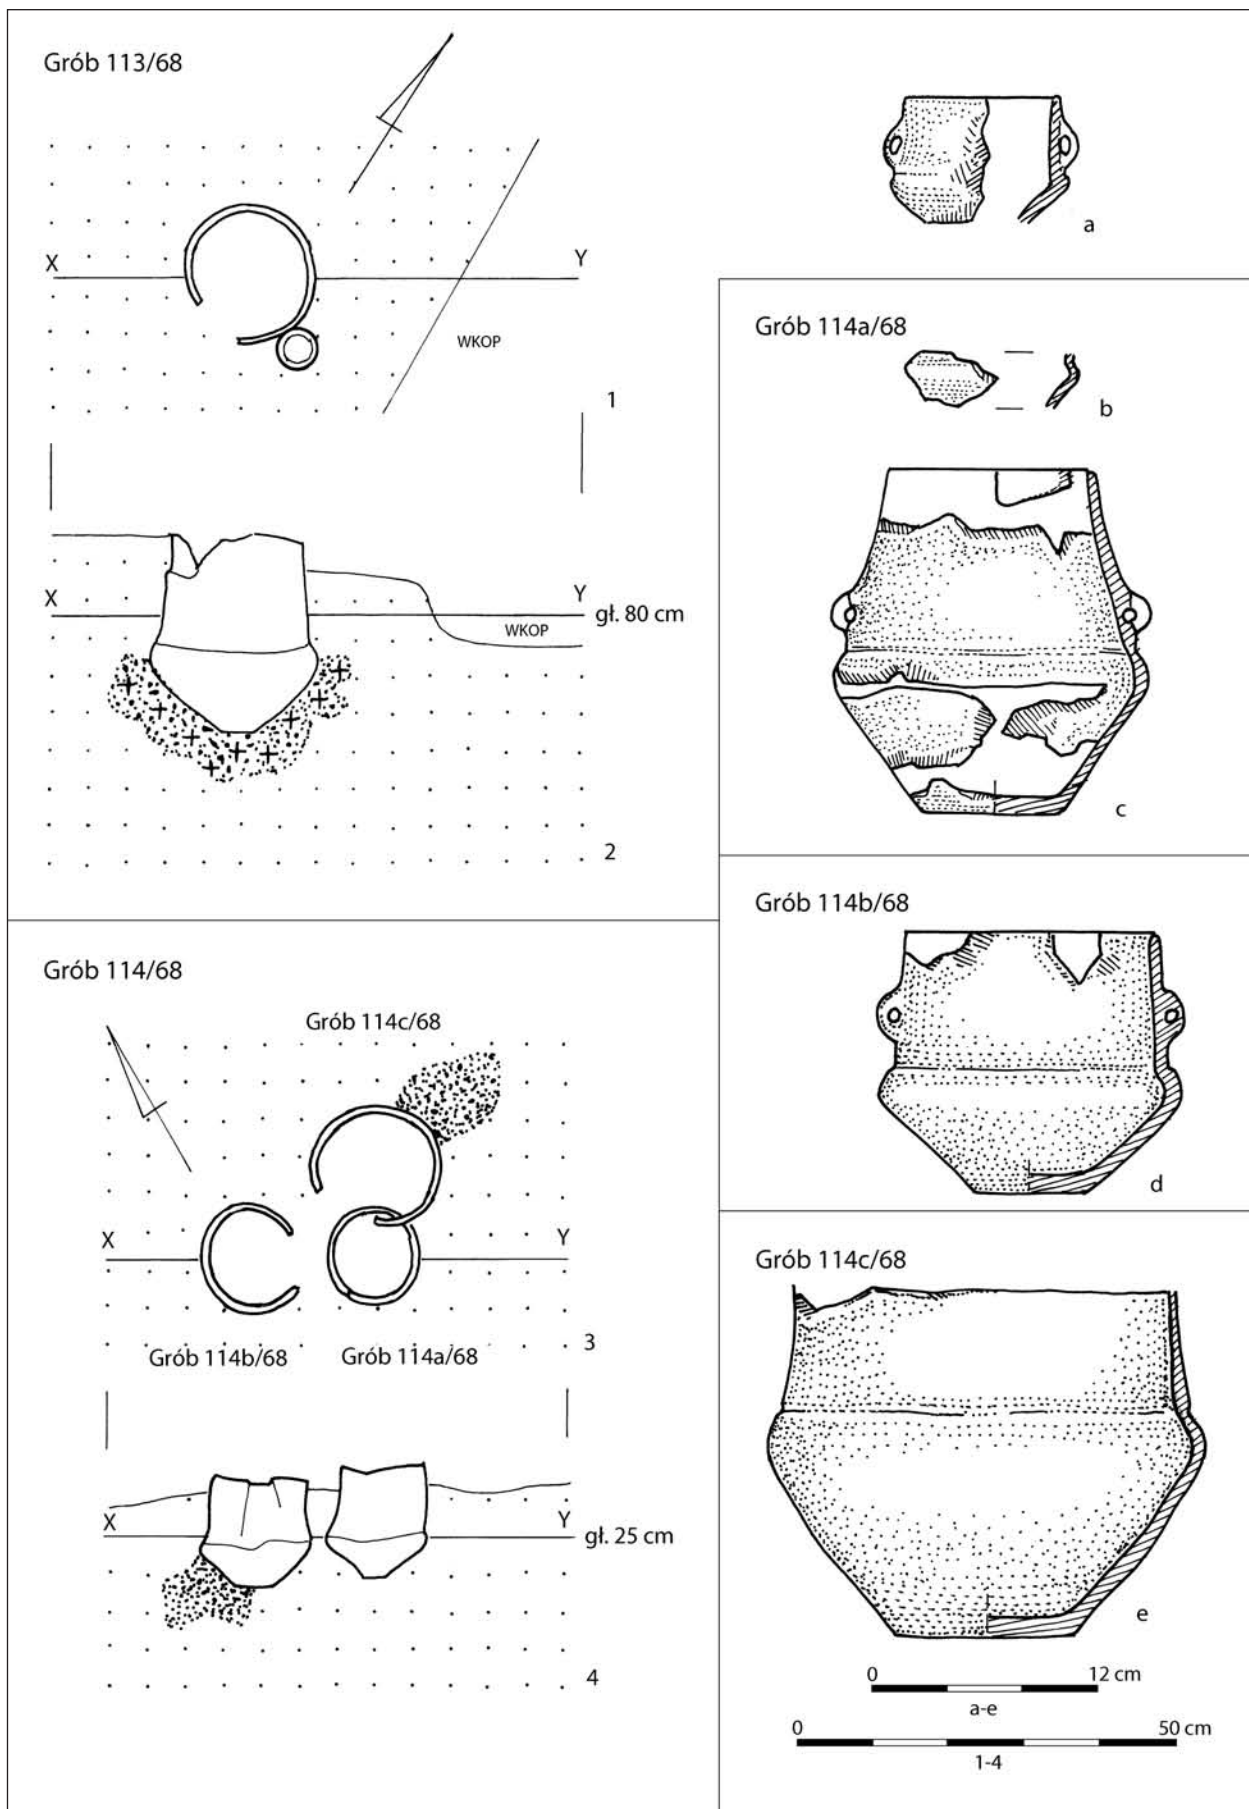 Grób 113/68
X Y
WKOP
1
X Y
gł. 80 cm
WKOP
2
a
Grób 114a/68
b
c
Grób 114b/68
d
Grób 114/68
Grób 114c/68
X Y
3
Grób 114b/68 Grób 114a/68
X Y
gł. 25 cm
4
Grób 114c/68
e
0 12 cm
a-e
0 50 cm
1-4